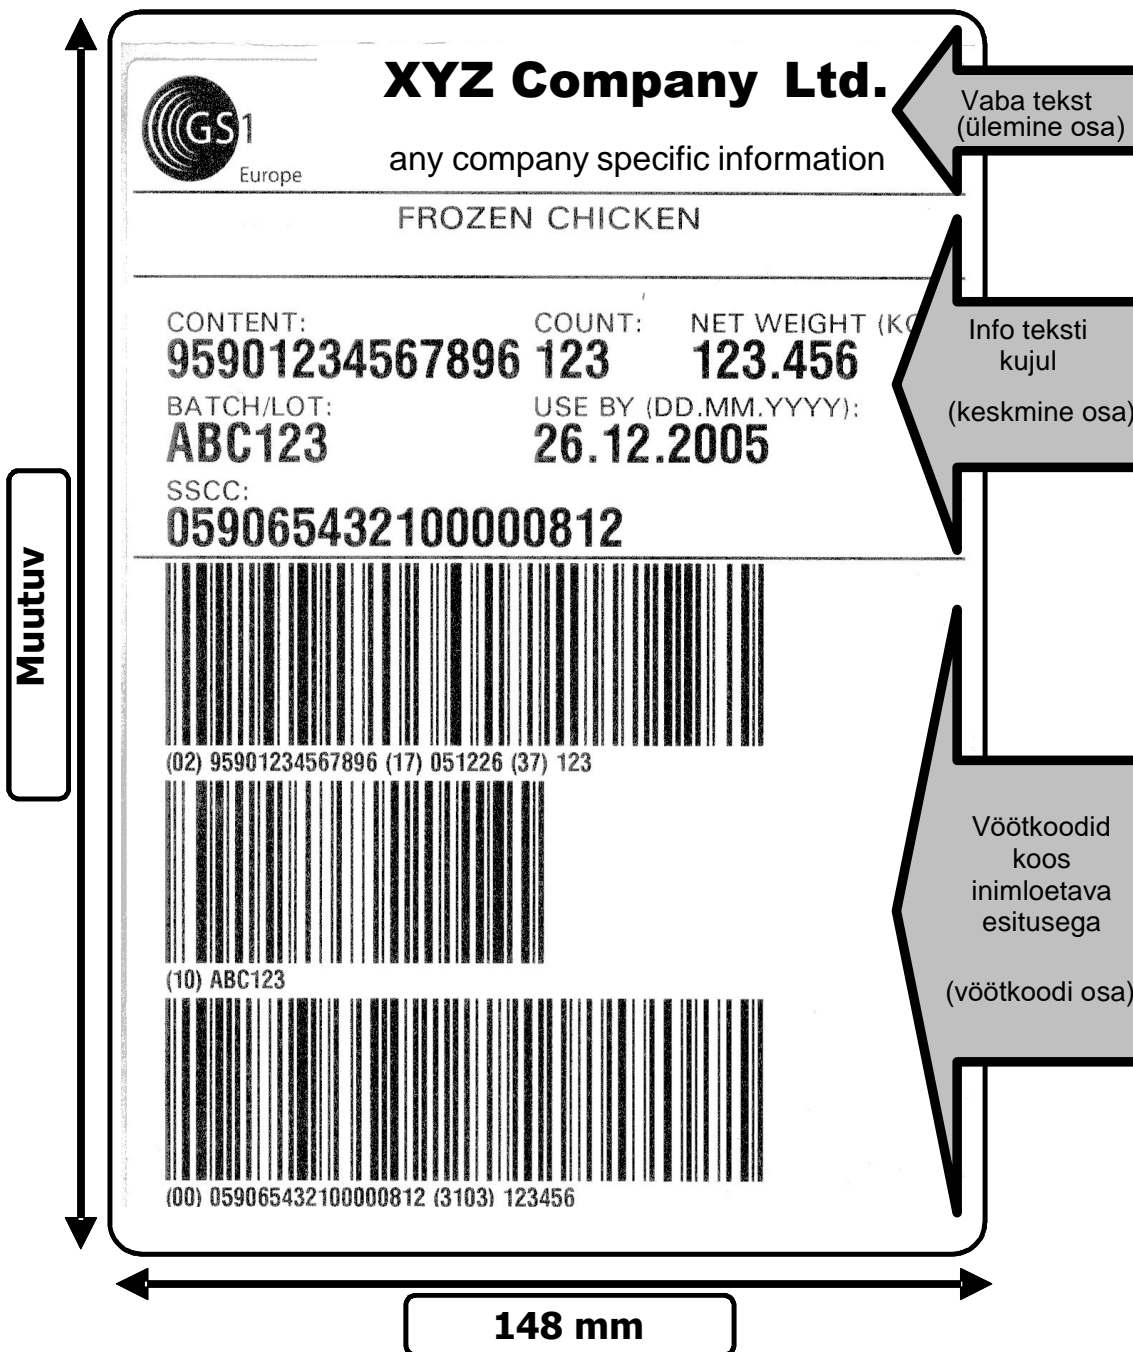 XYZ Company Ltd.
GS1
Europe
any company specific information
FROZEN CHICKEN
CONTENT: COUNT: NET WEIGHT
95901234567896 123 123.456
BATCH/LOT: USE BY (DD.MM.YYYY):
ABC123 26.12.2005
SSCC:
059065432100000812
(02) 95901234567896 (17) 051226 (37) 123
(10) ABC123
(00) 059065432100000812 (3103) 123456
Vaba tekst
(ülemine osa)
Info teksti
kujul
(keskmine osa)
Vöötkoodid
koos
inimloetava
esitusega
(vöötkoodi osa)
Muutuv
148 mm